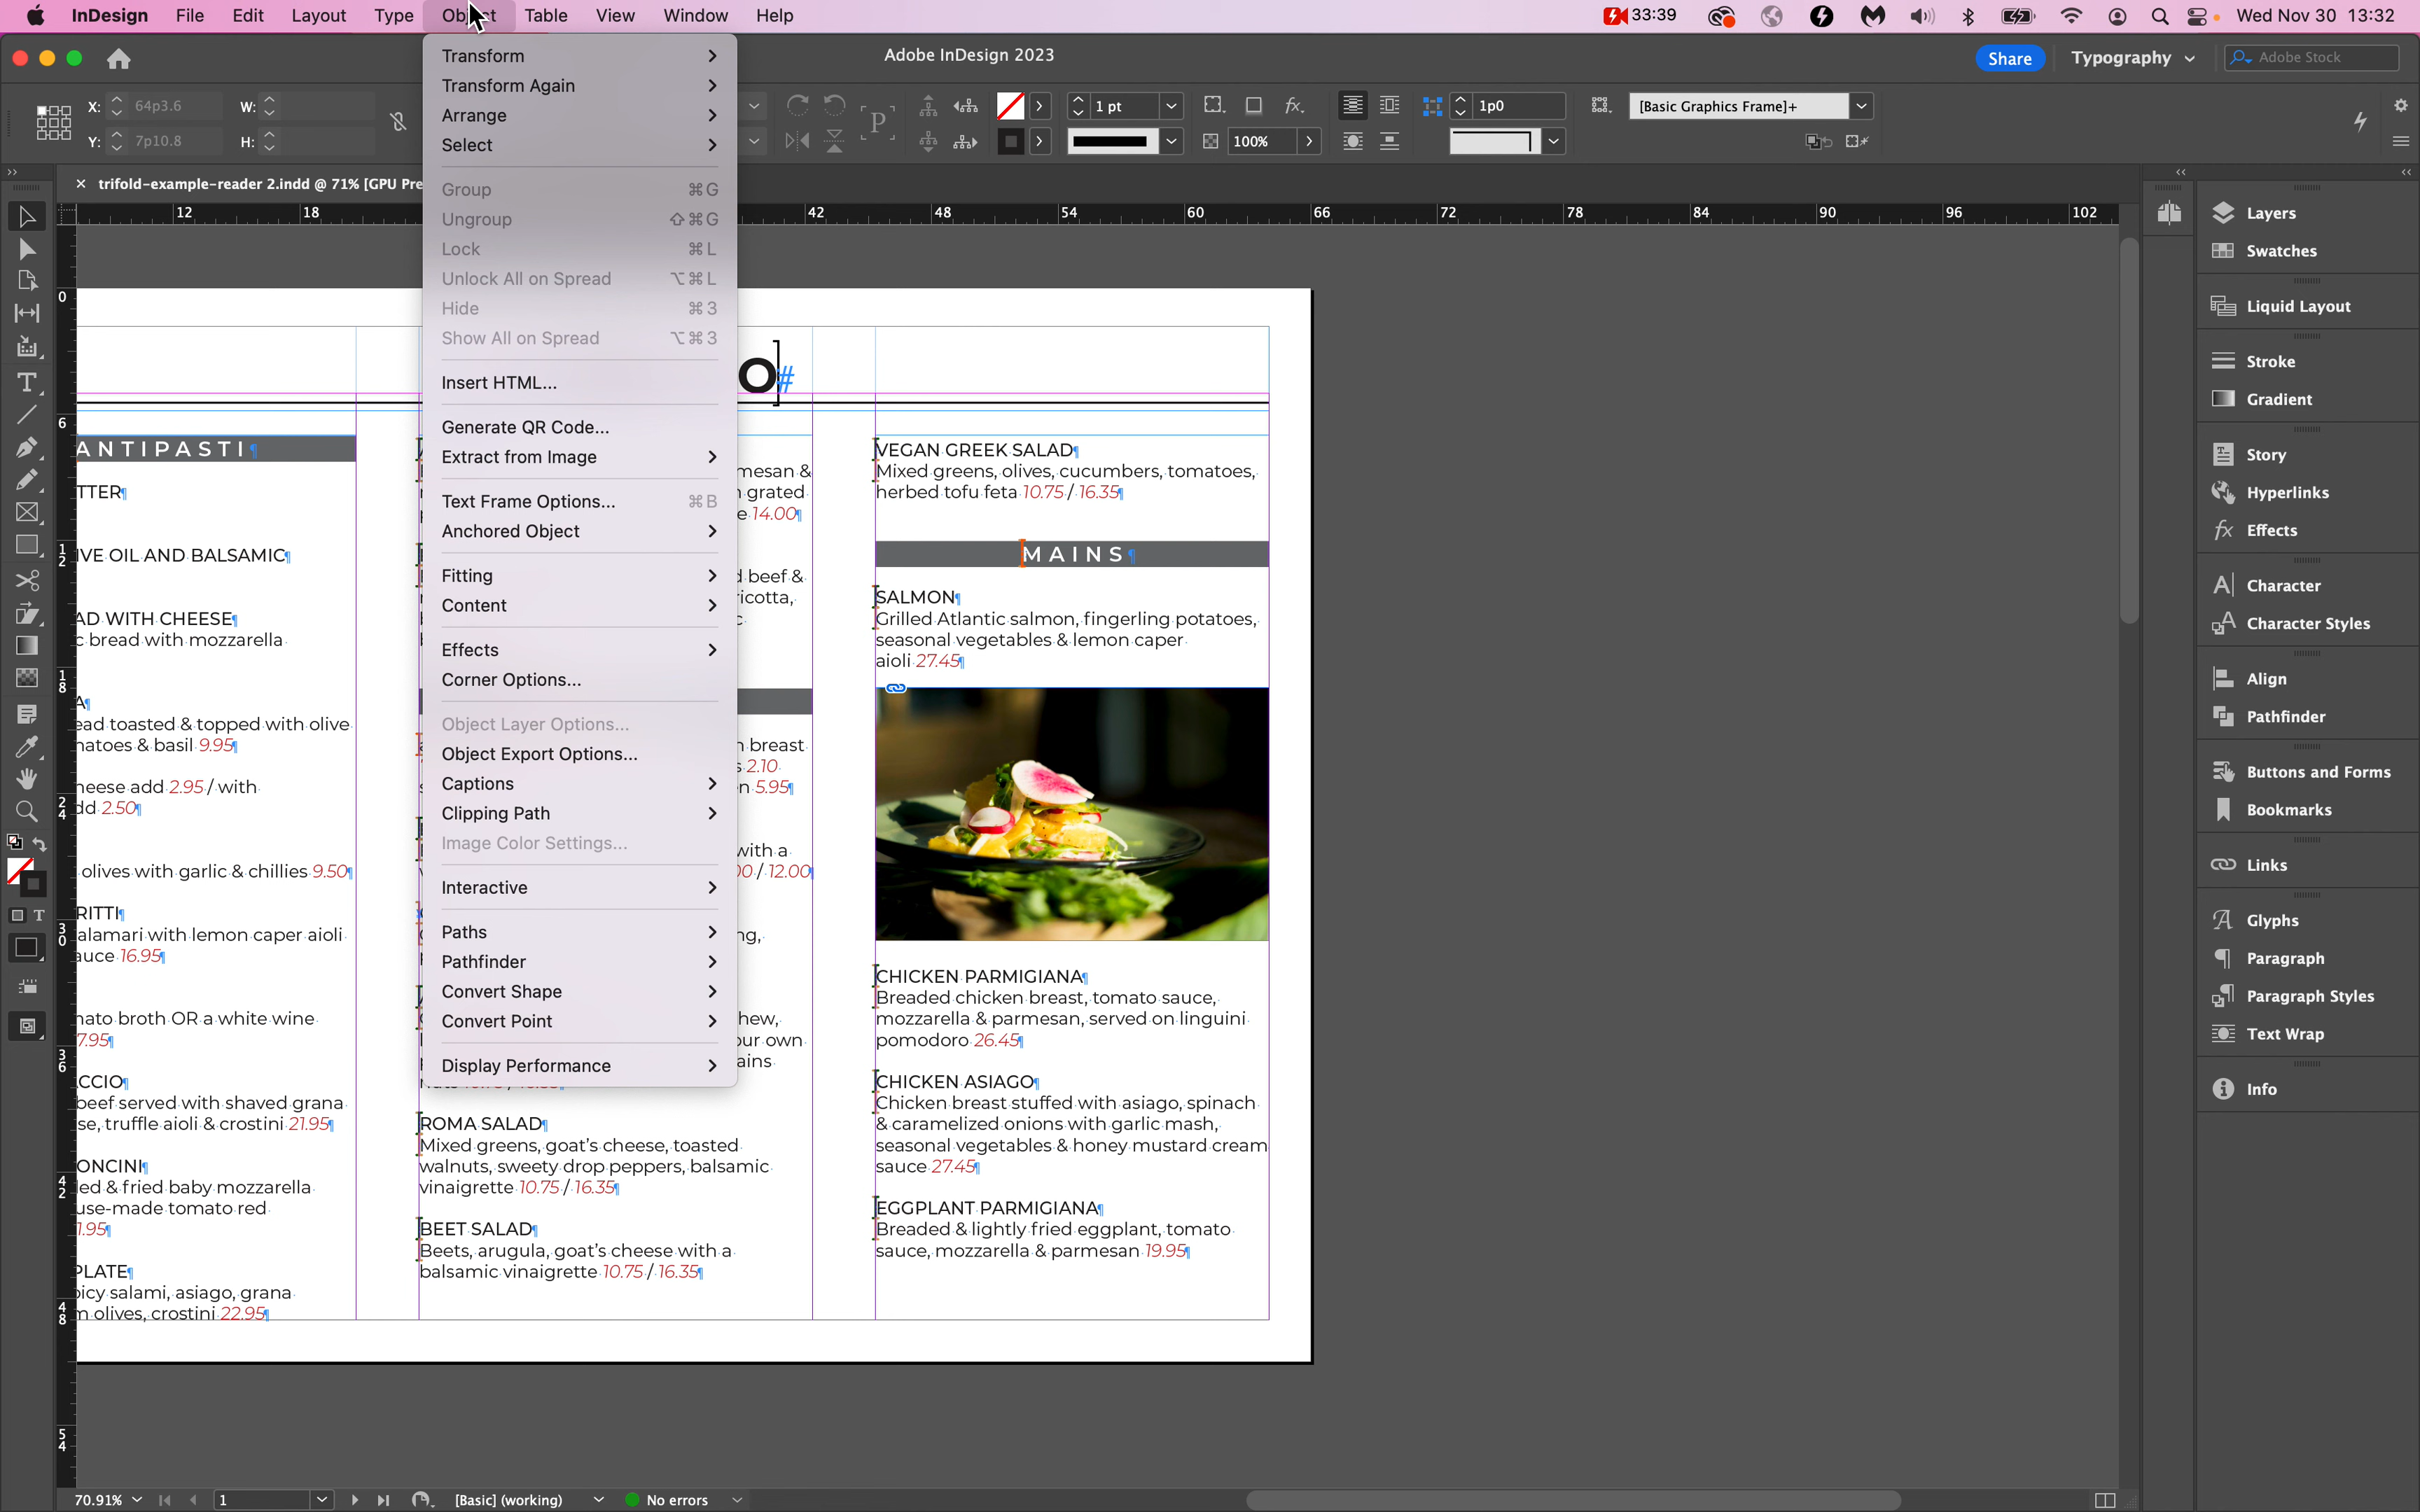 InDesign File Edit Layout Type Object Table View Window Help 33:39 Wed Nov 30 13:32
Adobe InDesign 2023 Share Typography Adobe Stock
X: 64p3.6 W: 1 pt 1p0 [Basic Graphics Frame]+
Y: 7p10.8 H: P 100%
× trifold-example-reader 2.indd @ 71% [GPU Pre
12 18 42 48 54 60 66 72 78 84 90 96 102
0 6 12 18 24 30 36 42 48 54
Transform
Transform Again
Arrange
Select
Group ⌘G
Ungroup ⇧⌘G
Lock ⌘L
Unlock All on Spread ⌥⌘L
Hide ⌘3
Show All on Spread ⌥⌘3
Insert HTML...
Generate QR Code...
Extract from Image
Text Frame Options... ⌘B
Anchored Object
Fitting
Content
Effects
Corner Options...
Object Layer Options...
Object Export Options...
Captions
Clipping Path
Image Color Settings...
Interactive
Paths
Pathfinder
Convert Shape
Convert Point
Display Performance
O#
ANTIPASTI¶
TTER¶
IVE OIL AND BALSAMIC¶
AD WITH CHEESE¶
c bread with mozzarella
A¶
ead toasted & topped with olive
natoes & basil 9.95¶
heese add 2.95 / with
dd 2.50¶
olives with garlic & chillies 9.50¶
RITTI¶
alamari with lemon caper aioli
auce 16.95¶
nato broth OR a white wine
7.95¶
CCIO¶
beef served with shaved grana
se, truffle aioli & crostini 21.95¶
ONCINI¶
led & fried baby mozzarella
use-made tomato red
1.95¶
PLATE¶
picy salami, asiago, grana
n olives, crostini 22.95¶
mesan &
n grated
e 14.00¶
d beef &
icotta,
c
n breast
s 2.10
n 5.95¶
with a
00 / 12.00¶
ng,
hew,
our own
ains
ROMA SALAD¶
Mixed greens, goat's cheese, toasted
walnuts, sweety drop peppers, balsamic
vinaigrette 10.75 / 16.35¶
BEET SALAD¶
Beets, arugula, goat's cheese with a
balsamic vinaigrette 10.75 / 16.35¶
VEGAN GREEK SALAD¶
Mixed greens, olives, cucumbers, tomatoes,
herbed tofu feta 10.75 / 16.35¶
MAINS¶
SALMON¶
Grilled Atlantic salmon, fingerling potatoes,
seasonal vegetables & lemon caper
aioli 27.45¶
CHICKEN PARMIGIANA¶
Breaded chicken breast, tomato sauce,
mozzarella & parmesan, served on linguini
pomodoro 26.45¶
CHICKEN ASIAGO¶
Chicken breast stuffed with asiago, spinach
& caramelized onions with garlic mash,
seasonal vegetables & honey mustard cream
sauce 27.45¶
EGGPLANT PARMIGIANA¶
Breaded & lightly fried eggplant, tomato
sauce, mozzarella & parmesan 19.95¶
Layers
Swatches
Liquid Layout
Stroke
Gradient
Story
Hyperlinks
Effects
Character
Character Styles
Align
Pathfinder
Buttons and Forms
Bookmarks
Links
Glyphs
Paragraph
Paragraph Styles
Text Wrap
Info
70.91% 1 [Basic] (working) No errors